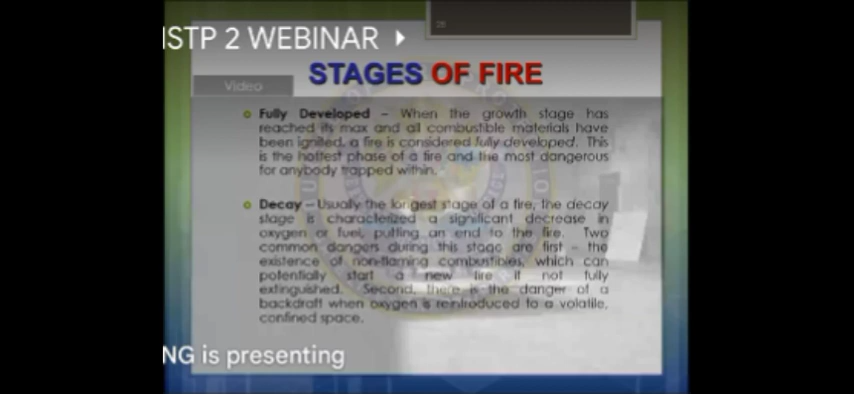 ISTP 2 WEBINAR
STAGES OF FIRE
Video
Fully Developed – When the growth stage has
reached its max and all combustible materials have
been ignited, a fire is considered fully developed. This
is the hottest phase of a fire and the most dangerous
for anybody trapped within.
Decay – Usually the longest stage of a fire, the decay
stage is characterized a significant decrease in
oxygen or fuel, putting an end to the fire. Two
common dangers during this stage are first – the
existence of non-flaming combustibles, which can
potentially start a new fire if not fully
extinguished. Second, there is the danger of a
backdraft when oxygen is reintroduced to a volatile,
confined space.
NG is presenting